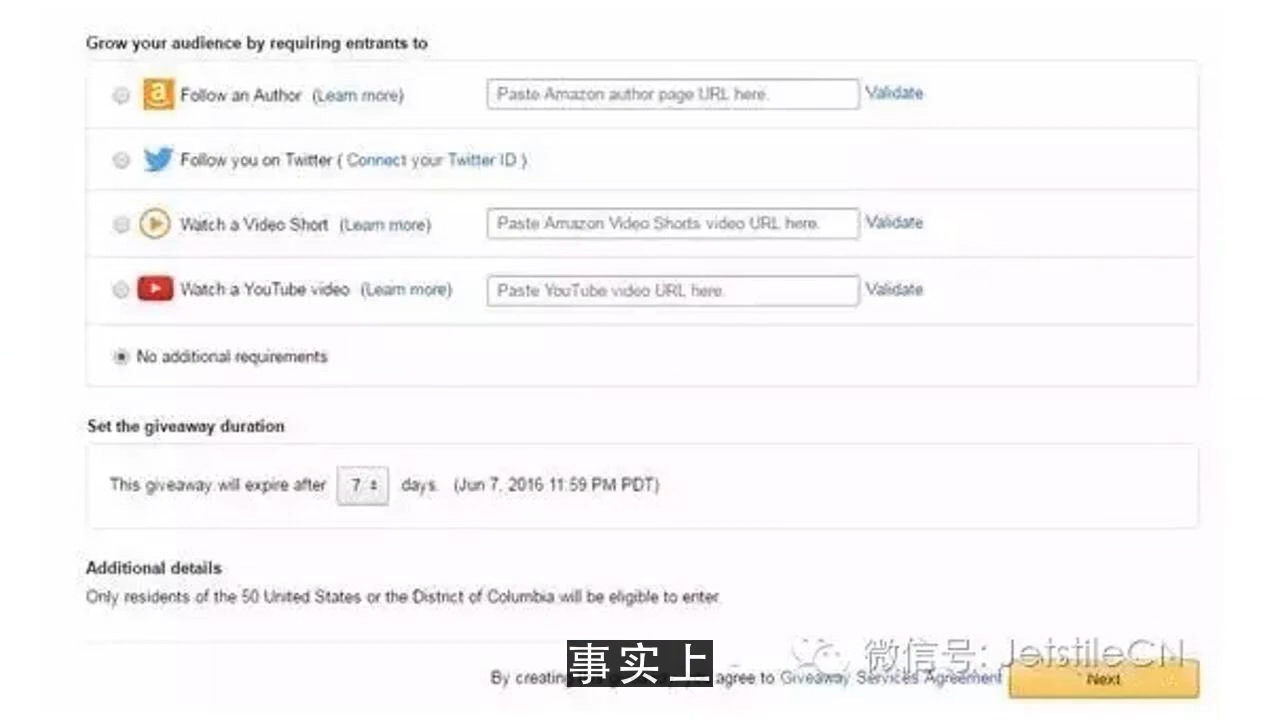 Grow your audience by requiring entrants to
Follow an Author (Learn more) Paste Amazon author page URL here. Validate
Follow you on Twitter ( Connect your Twitter ID )
Watch a Video Short (Learn more) Paste Amazon Video Shorts video URL here. Validate
Watch a YouTube video (Learn more) Paste YouTube video URL here. Validate
No additional requirements
Set the giveaway duration
This giveaway will expire after 7 days. (Jun 7, 2016 11:59 PM PDT)
Additional details
Only residents of the 50 United States or the District of Columbia will be eligible to enter.
微信号: JetstileCN
事实上
By creating agree to Giveaway Services Agreement Next